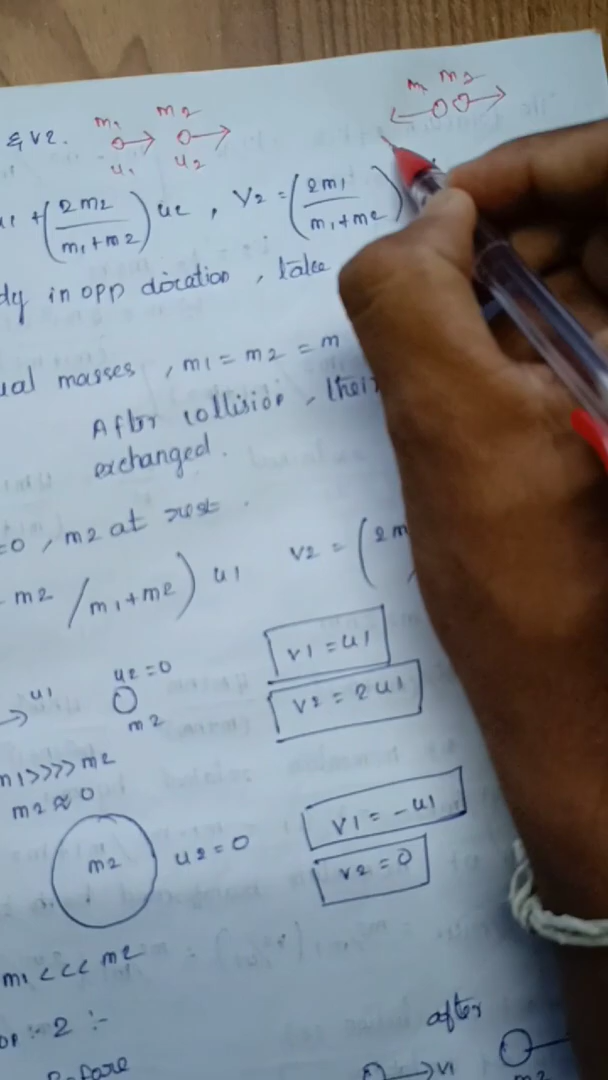 m1 m2
m1 m2
& v2.
u1 u2
+ (2m2 / m1+m2) u2 , V2 = (2m1 / m1+m2)
dy in opp diration , take
ual masses , m1 = m2 = m
After collision , their
exchanged.
=0 , m2 at rest .
- m2 / m1+m2) u1 v2 = (2m
v1 = u1
u1 u2=0
v2 = 2u1
m2
m1>>>> m2
m2 ≈ 0
v1 = -u1
m2 u2=0
v2 = 0
m1 <<< m2
2 :-
after
Before
v1
m2